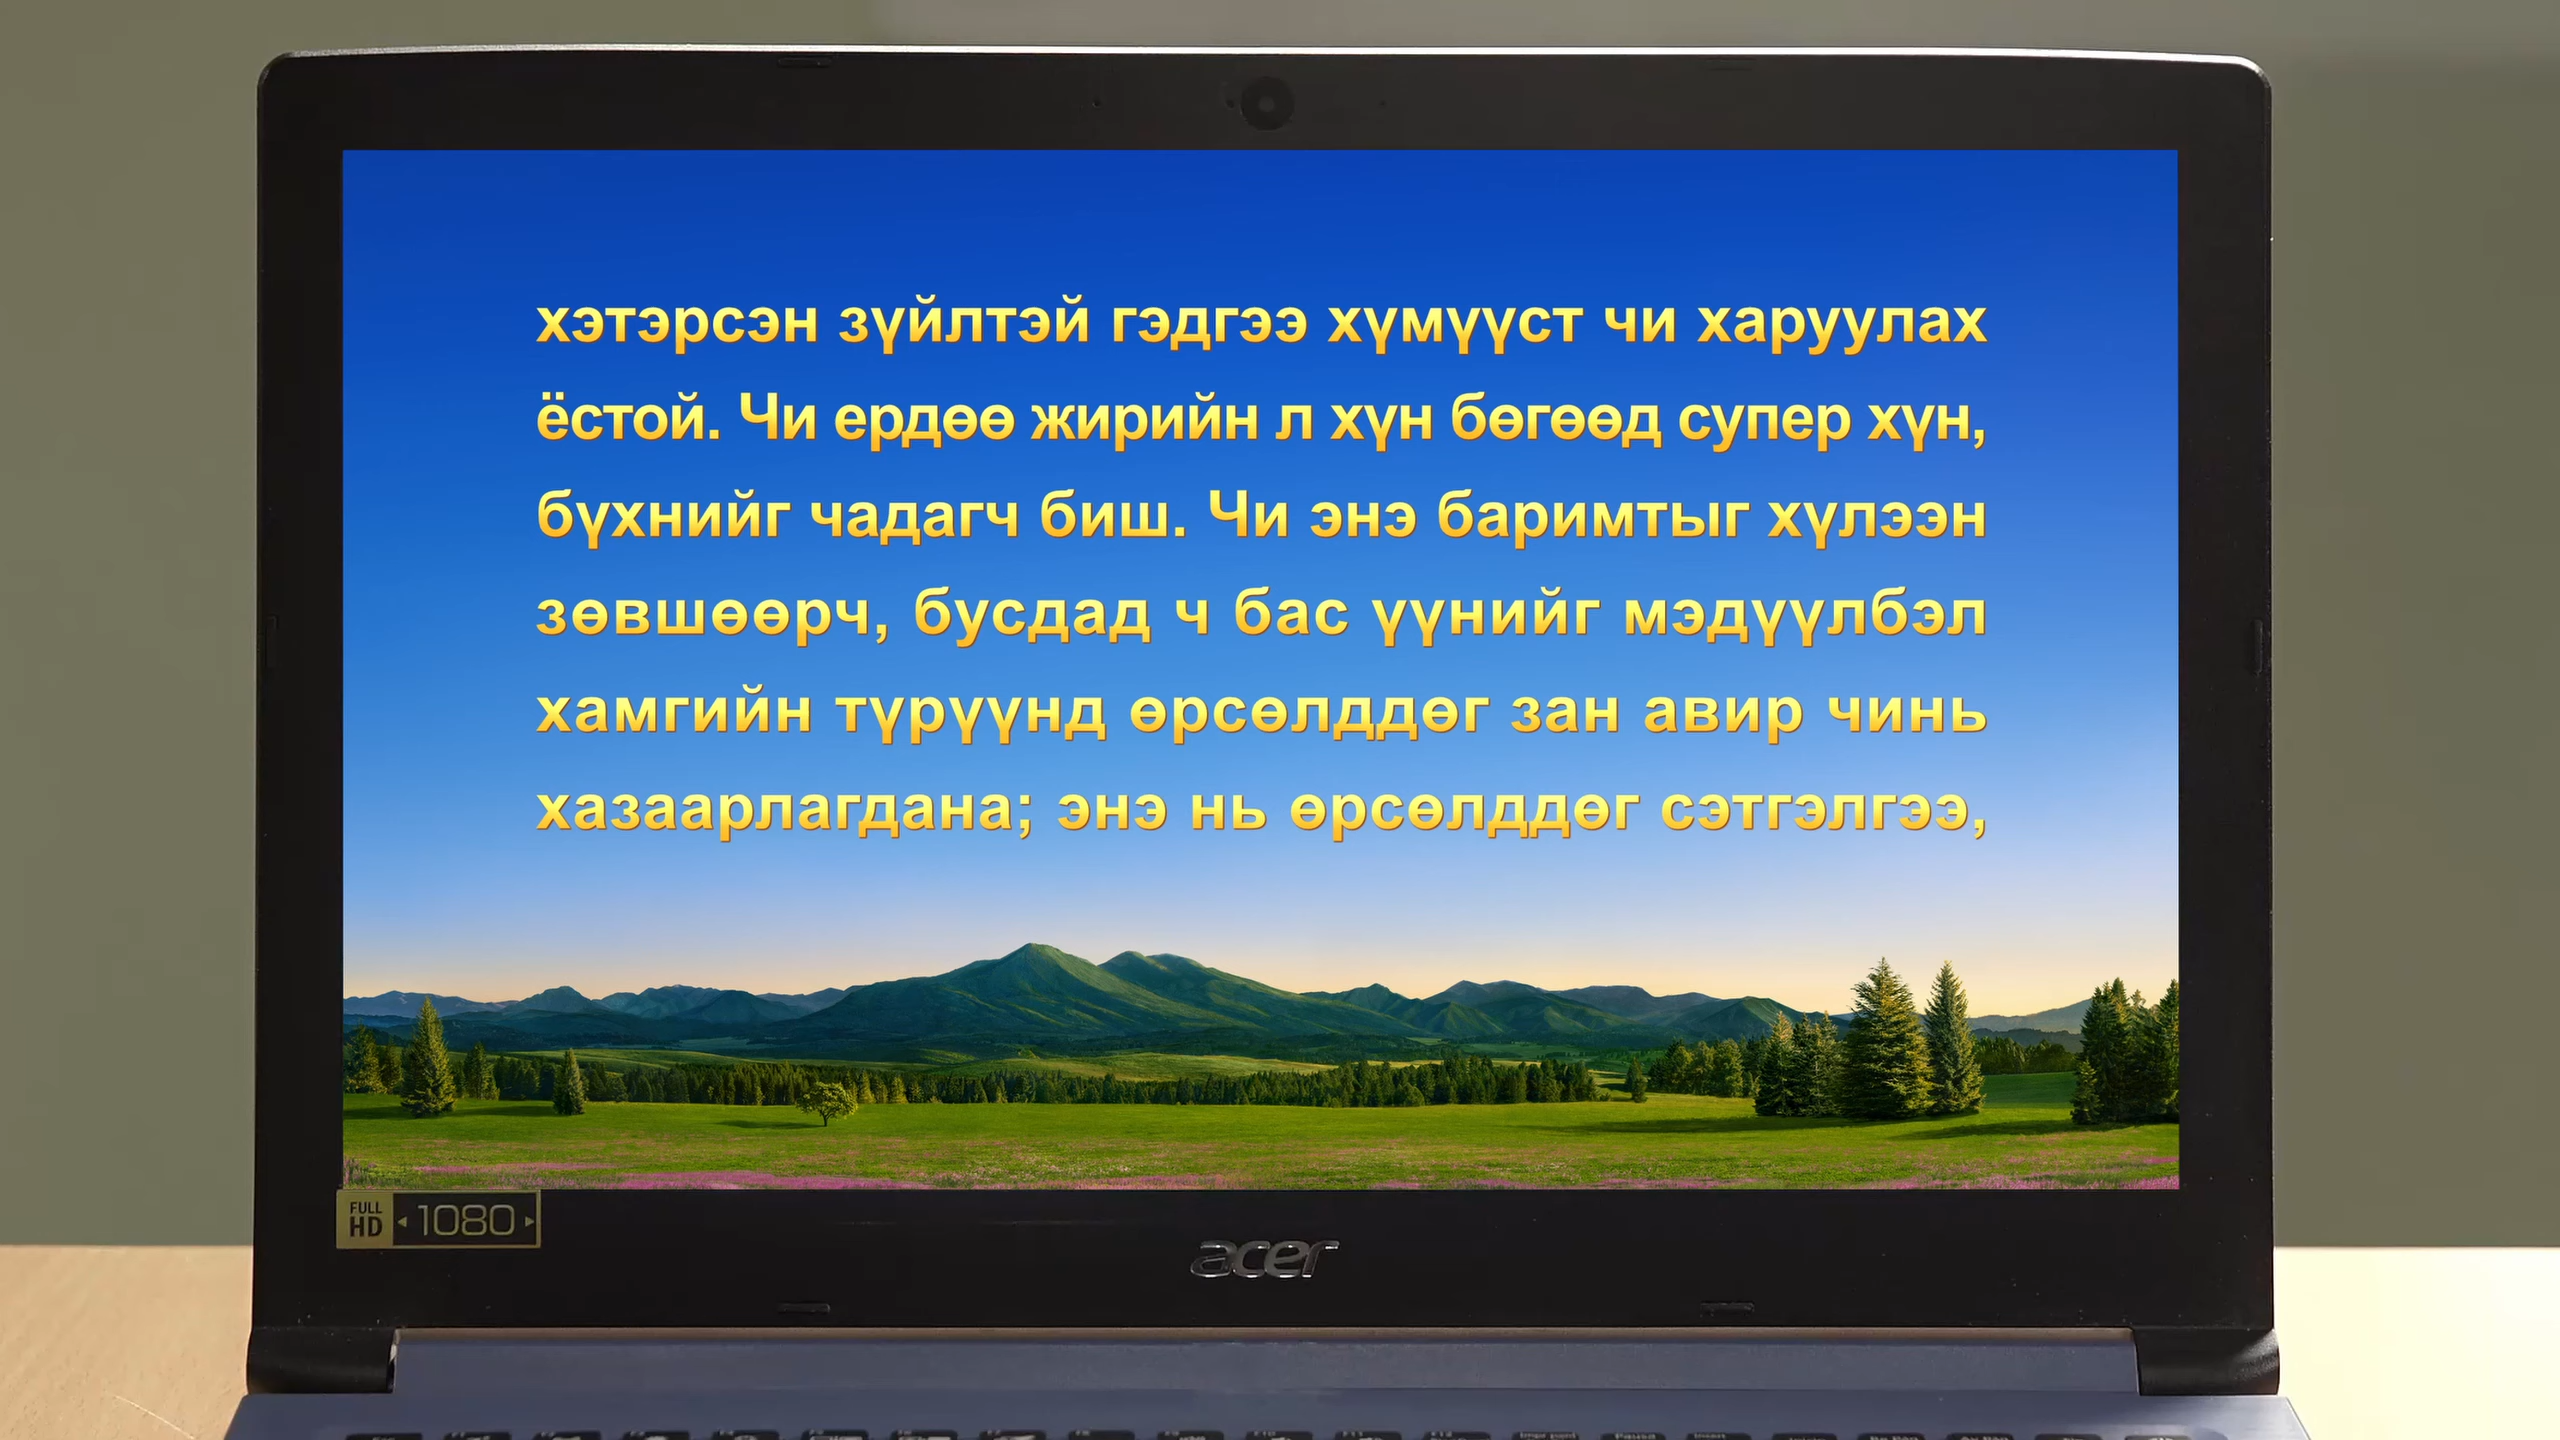 хэтэрсэн зүйлтэй гэдгээ хүмүүст чи харуулах
ёстой. Чи ердөө жирийн л хүн бөгөөд супер хүн,
бүхнийг чадагч биш. Чи энэ баримтыг хүлээн
зөвшөөрч, бусдад ч бас үүнийг мэдүүлбэл
хамгийн түрүүнд өрсөлддөг зан авир чинь
хазаарлагдана; энэ нь өрсөлддөг сэтгэлгээ,
FULL HD 1080
acer